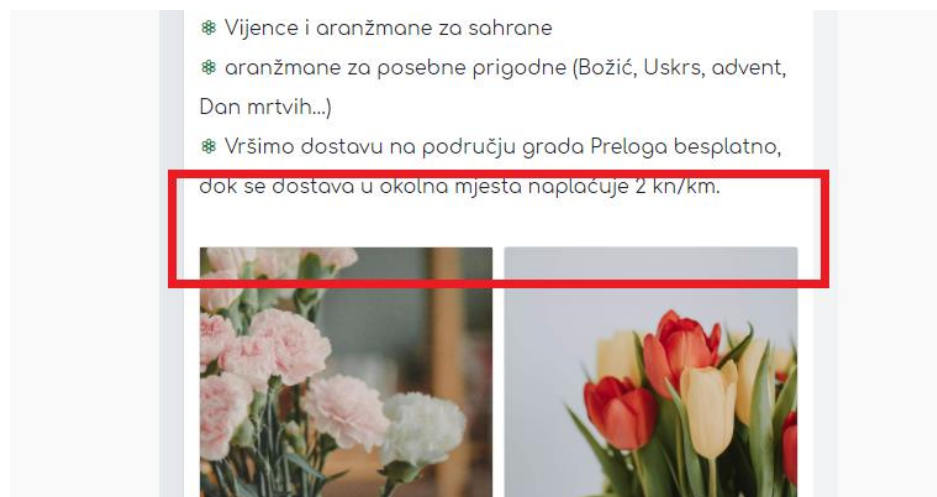 ❃ Vijence i aranžmane za sahrane
❃ aranžmane za posebne prigodne (Božić, Uskrs, advent,
Dan mrtvih...)
❃ Vršimo dostavu na području grada Preloga besplatno,
dok se dostava u okolna mjesta naplaćuje 2 kn/km.